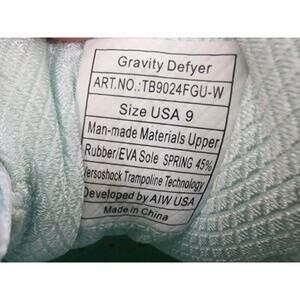 Gravity Defyer
ART.NO.:TB9024FGU-W
Size USA 9
Man-made Materials Upper
Rubber/EVA Sole SPRING 45%
Versoshock Trampoline Technology
Developed by AIW USA
Made in China